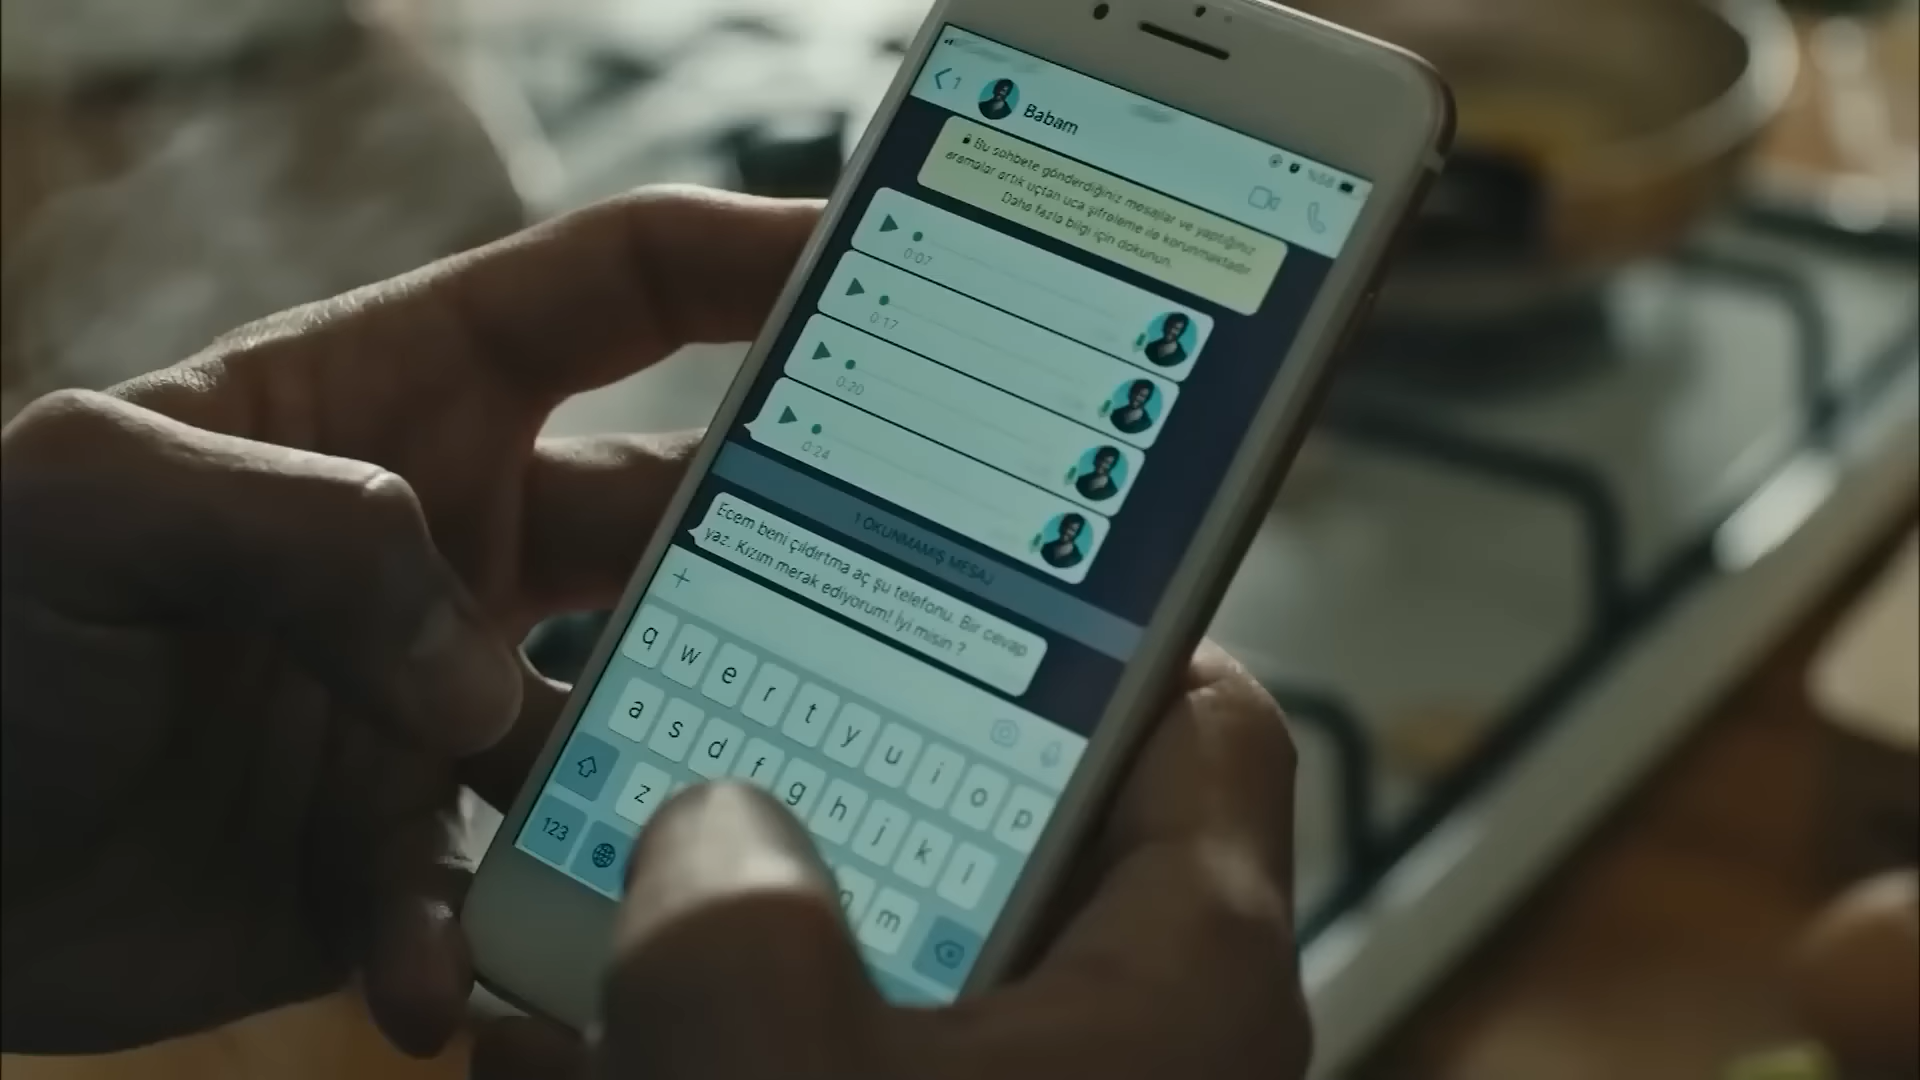 1
Babam
%58
Bu sohbete gönderdiğiniz mesajlar ve yaptığınız
aramalar artık uçtan uca şifreleme ile korunmaktadır.
Daha fazla bilgi için dokunun.
0:07
0:17
0:20
0:24
1 OKUNMAMIŞ MESAJ
Ecem beni çıldırtma aç şu telefonu. Bir cevap
yaz. Kızım merak ediyorum! İyi misin ?
q w e r t y u i o p
a s d f g h j k l
z n m
123